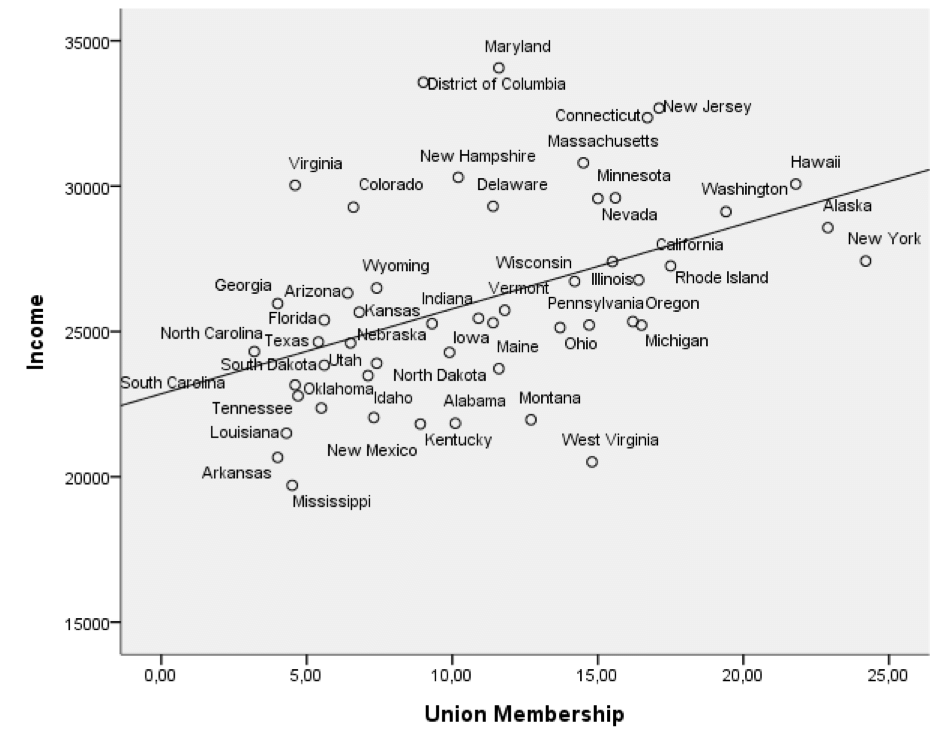 35000
30000
25000
20000
15000
Income
Maryland
District of Columbia
Connecticut
New Jersey
Massachusetts
New Hampshire
Virginia
Colorado
Delaware
Minnesota
Nevada
Washington
Hawaii
Alaska
New York
California
Wisconsin
Illinois
Rhode Island
Wyoming
Georgia
Arizona
Indiana
Vermont
Pennsylvania
Oregon
Florida
Kansas
North Carolina
Texas
Nebraska
Iowa
Maine
Ohio
Michigan
South Dakota
Utah
North Dakota
South Carolina
Oklahoma
Idaho
Tennessee
Alabama
Montana
Louisiana
Kentucky
New Mexico
West Virginia
Arkansas
Mississippi
0,00
5,00
10,00
15,00
20,00
25,00
Union Membership